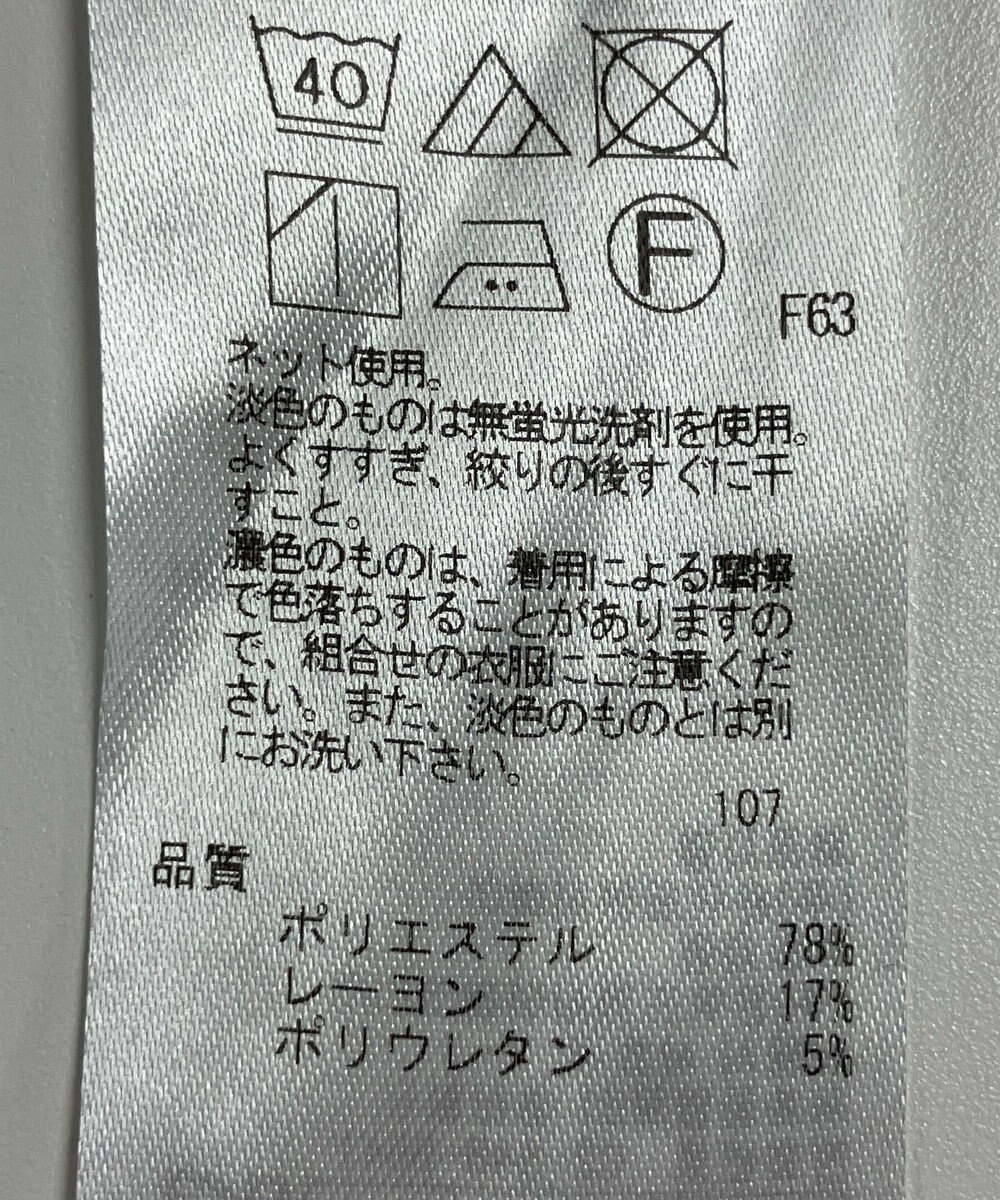 40
F
F63
ネット使用。
淡色のものは無蛍光洗剤を使用。
よくすすぎ、絞りの後すぐに干
すこと。
濃色のものは、着用による摩擦
で色落ちすることがありますの
で、組合せの衣服にご注意くだ
さい。また、淡色のものとは別
にお洗い下さい。
107
品質
ポリエステル 78%
レーヨン 17%
ポリウレタン 5%